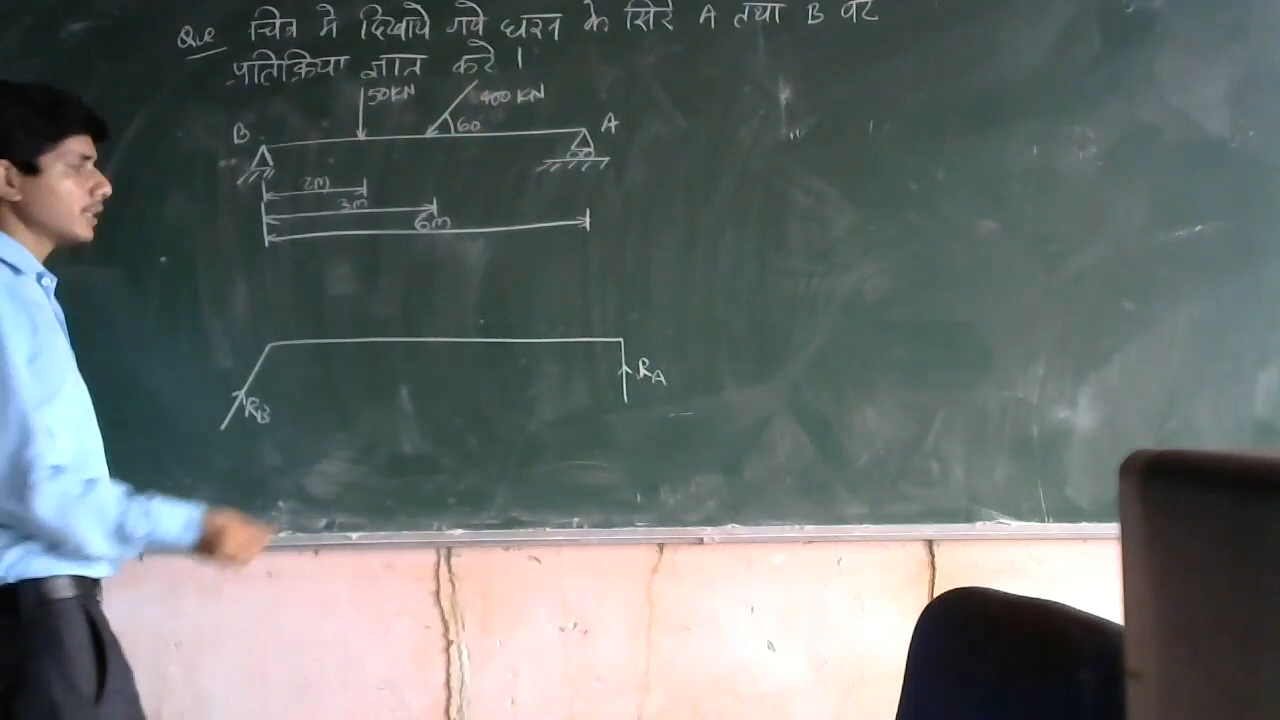 Que चित्र मे दिखाये गये धरन के सिरे A तथा B पर
प्रतिक्रिया ज्ञात करे ।
50KN 400 KN
B 60 A
2m
3m
6m
RA
RB